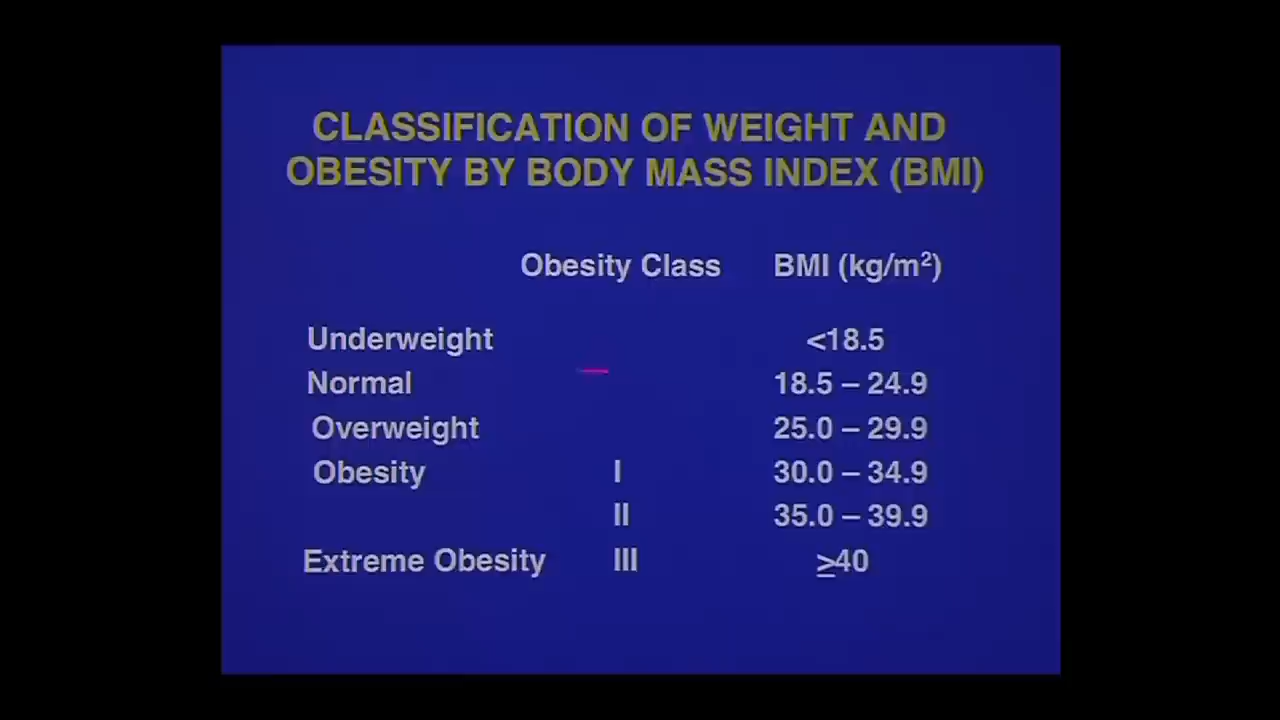 CLASSIFICATION OF WEIGHT AND
OBESITY BY BODY MASS INDEX (BMI)
Obesity Class BMI (kg/m²)
Underweight <18.5
Normal 18.5 – 24.9
Overweight 25.0 – 29.9
Obesity I 30.0 – 34.9
II 35.0 – 39.9
Extreme Obesity III ≥40